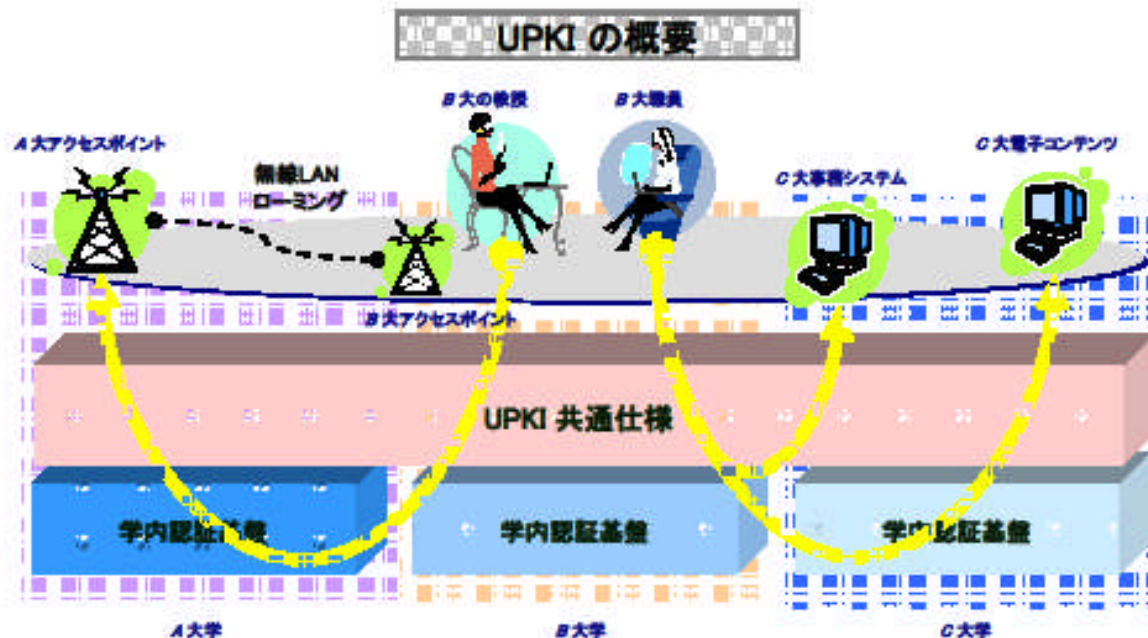 UPKI の概要
B 大の教授
B 大職員
A 大アクセスポイント
C 大電子コンテンツ
無線LAN
ローミング
C 大事務システム
B 大アクセスポイント
UPKI 共通仕様
学内認証基盤
学内認証基盤
学内認証基盤
A 大学
B 大学
C 大学